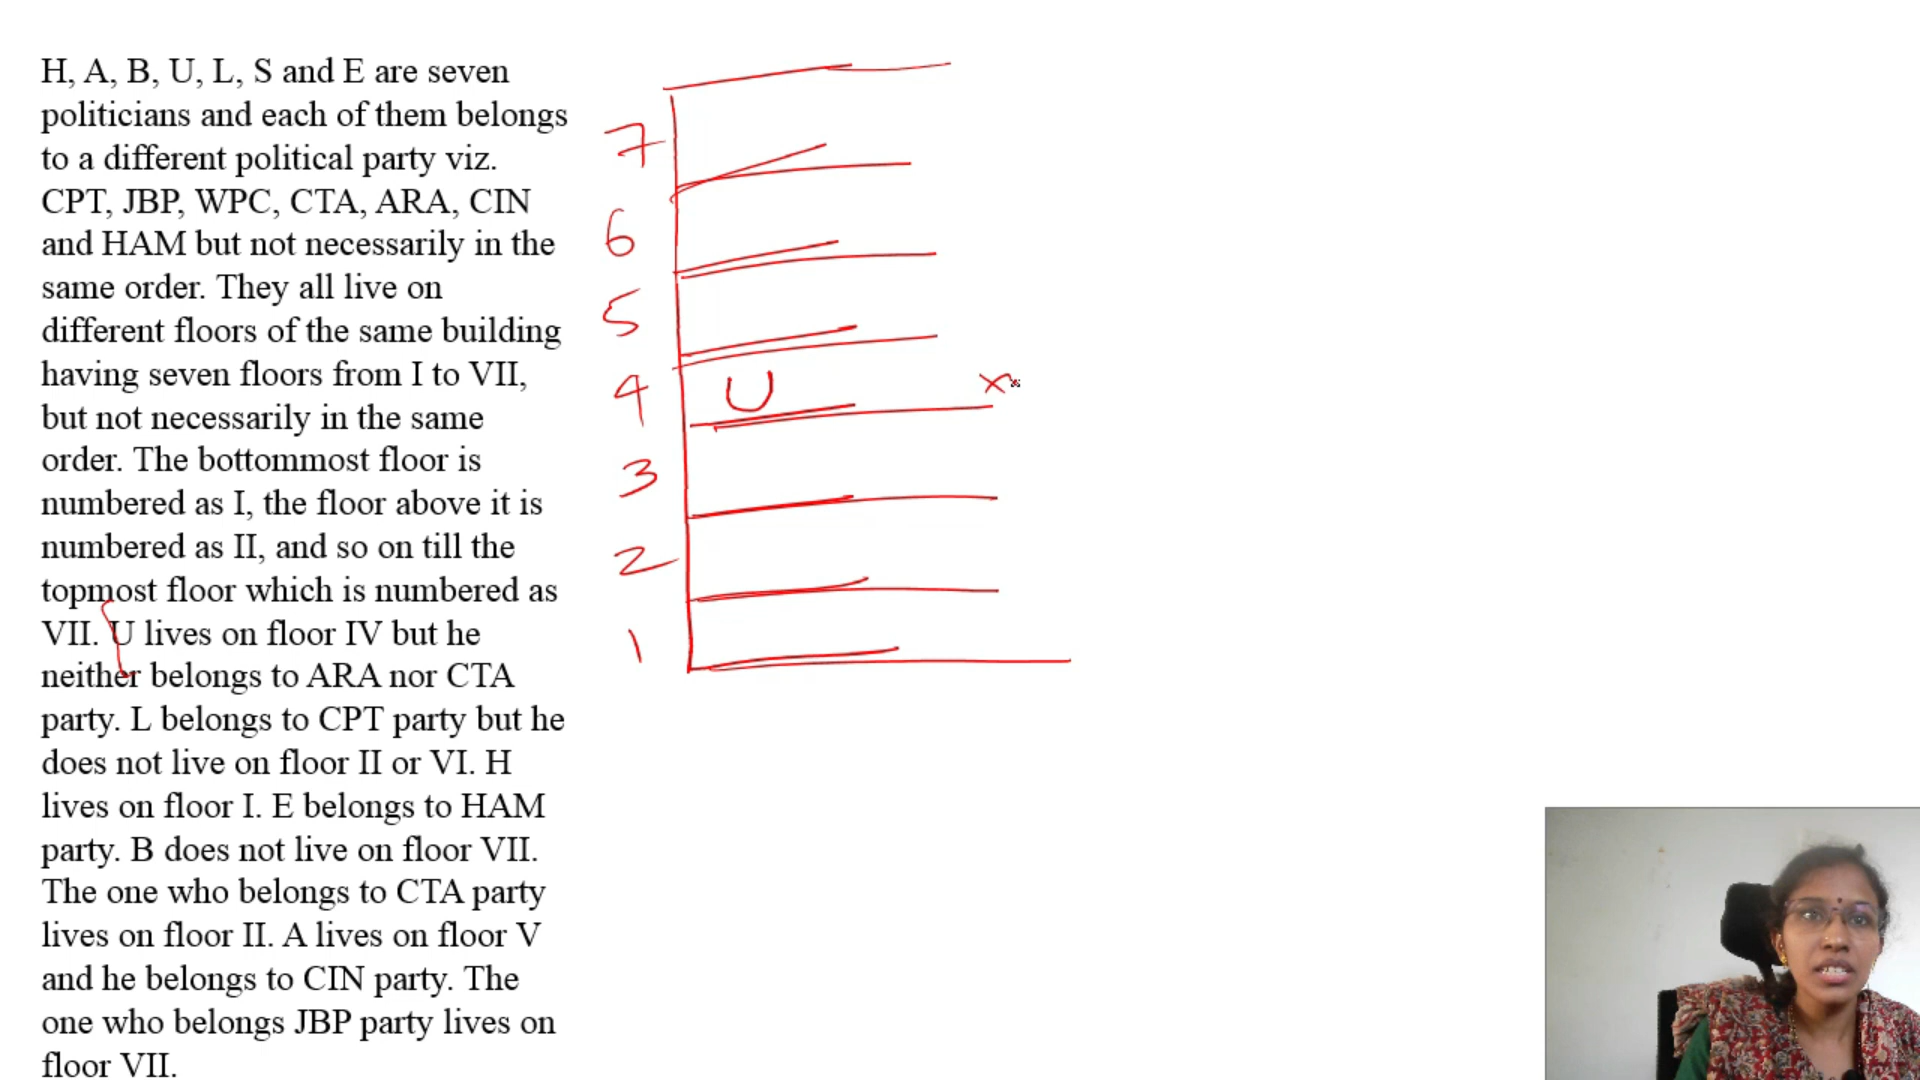 H, A, B, U, L, S and E are seven
politicians and each of them belongs
to a different political party viz.
CPT, JBP, WPC, CTA, ARA, CIN
and HAM but not necessarily in the
same order. They all live on
different floors of the same building
having seven floors from I to VII,
but not necessarily in the same
order. The bottommost floor is
numbered as I, the floor above it is
numbered as II, and so on till the
topmost floor which is numbered as
VII. U lives on floor IV but he
neither belongs to ARA nor CTA
party. L belongs to CPT party but he
does not live on floor II or VI. H
lives on floor I. E belongs to HAM
party. B does not live on floor VII.
The one who belongs to CTA party
lives on floor II. A lives on floor V
and he belongs to CIN party. The
one who belongs JBP party lives on
floor VII.
7
6
5
4 U x
3
2
1